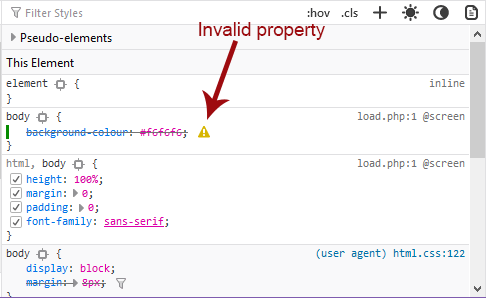 Filter Styles :hov .cls
Invalid property
Pseudo-elements
This Element
element { inline
}
body { load.php:1 @screen
background-colour: #f6f6f6;
}
html, body { load.php:1 @screen
height: 100%;
margin: 0;
padding: 0;
font-family: sans-serif;
}
body { (user agent) html.css:122
display: block;
margin: 8px;